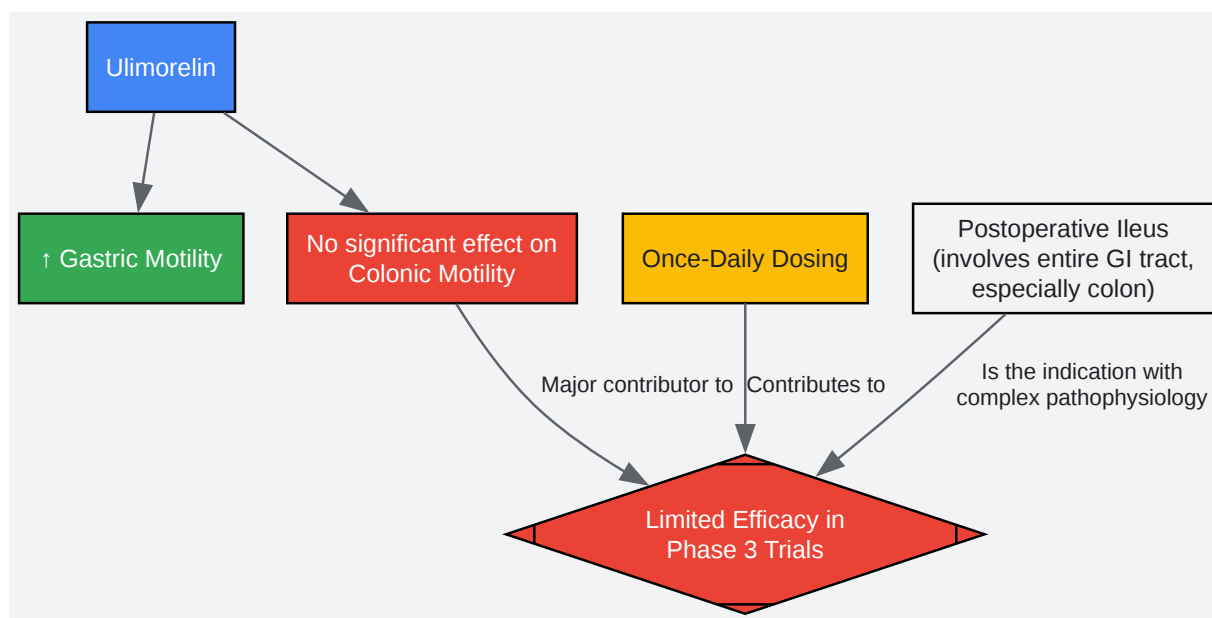 Ulimorelin
↑ Gastric Motility
No significant effect on
Colonic Motility
Once-Daily Dosing
Postoperative Ileus
(involves entire GI tract,
especially colon)
Major contributor to
Contributes to
Is the indication with
complex pathophysiology
Limited Efficacy in
Phase 3 Trials